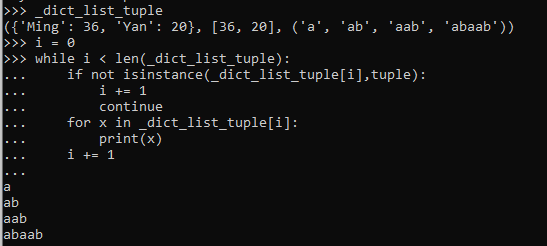 >>> _dict_list_tuple
({'Ming': 36, 'Yan': 20}, [36, 20], ('a', 'ab', 'aab', 'abaab'))
>>> i = 0
>>> while i < len(_dict_list_tuple):
...     if not isinstance(_dict_list_tuple[i],tuple):
...         i += 1
...         continue
...     for x in _dict_list_tuple[i]:
...         print(x)
...     i += 1
...
a
ab
aab
abaab